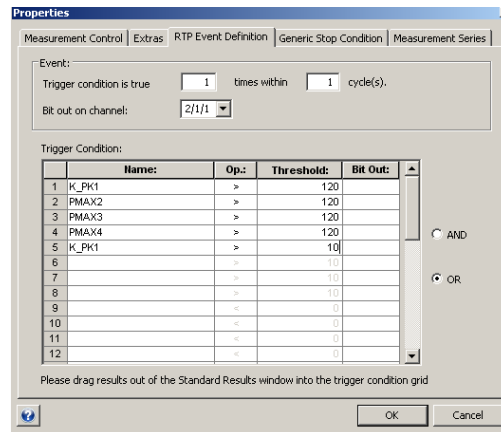 Properties
Measurement Control Extras RTP Event Definition Generic Stop Condition Measurement Series
Event:
Trigger condition is true 1 times within 1 cycle(s).
Bit out on channel: 2/1/1
Trigger Condition:
Name: Op.: Threshold: Bit Out:
1 K_PK1 > 120
2 PMAX2 > 120
3 PMAX3 > 120
4 PMAX4 > 120
5 K_PK1 > 10
6 > 10
7 > 10
8 > 10
9 < 0
10 < 0
11 < 0
12 < 0
AND
OR
Please drag results out of the Standard Results window into the trigger condition grid
? OK Cancel